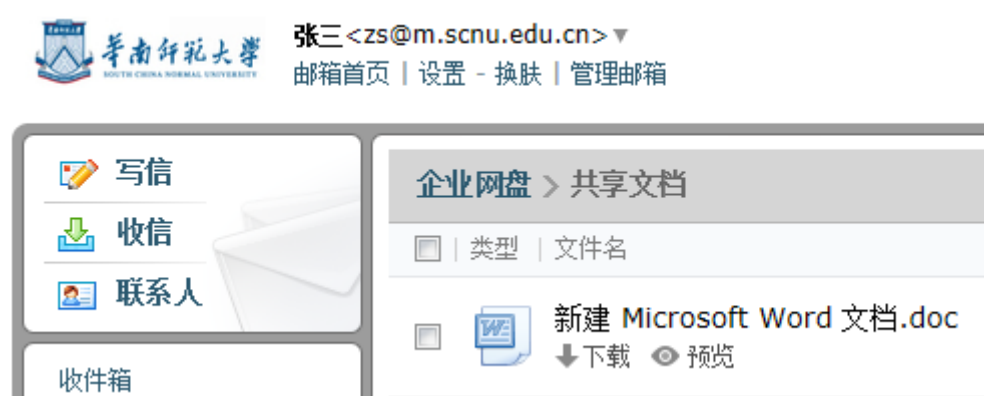 华南师范大学
SOUTH CHINA NORMAL UNIVERSITY
张三<zs@m.scnu.edu.cn>▼
邮箱首页 | 设置 - 换肤 | 管理邮箱
写信
收信
联系人
收件箱
企业网盘 > 共享文档
类型 | 文件名
新建 Microsoft Word 文档.doc
下载 预览